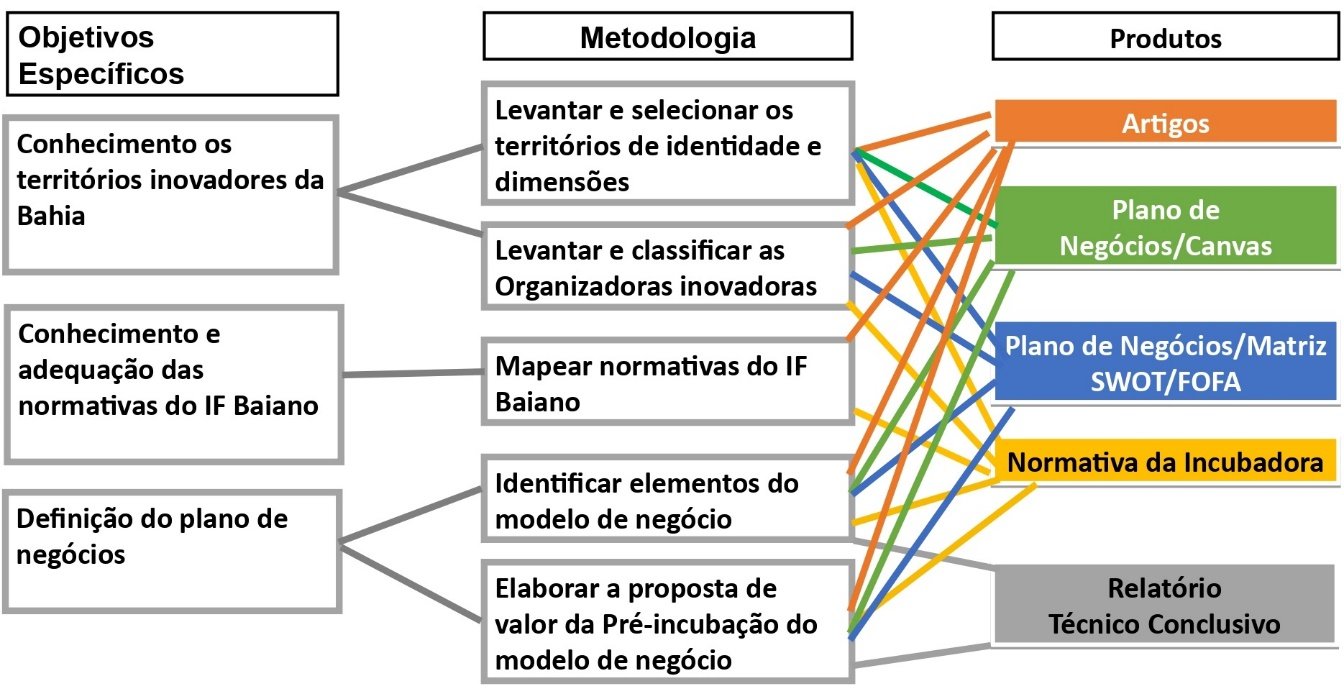 Objetivos
Específicos
Conhecimento os
territórios inovadores da
Bahia
Conhecimento e
adequação das
normativas do IF Baiano
Definição do plano de
negócios
Metodologia
Levantar e selecionar os
territórios de identidade e
dimensões
Levantar e classificar as
Organizadoras inovadoras
Mapear normativas do IF
Baiano
Identificar elementos do
modelo de negócio
Elaborar a proposta de
valor da Pré-incubação do
modelo de negócio
Produtos
Artigos
Plano de
Negócios/Canvas
Plano de Negócios/Matriz
SWOT/FOFA
Normativa da Incubadora
Relatório
Técnico Conclusivo